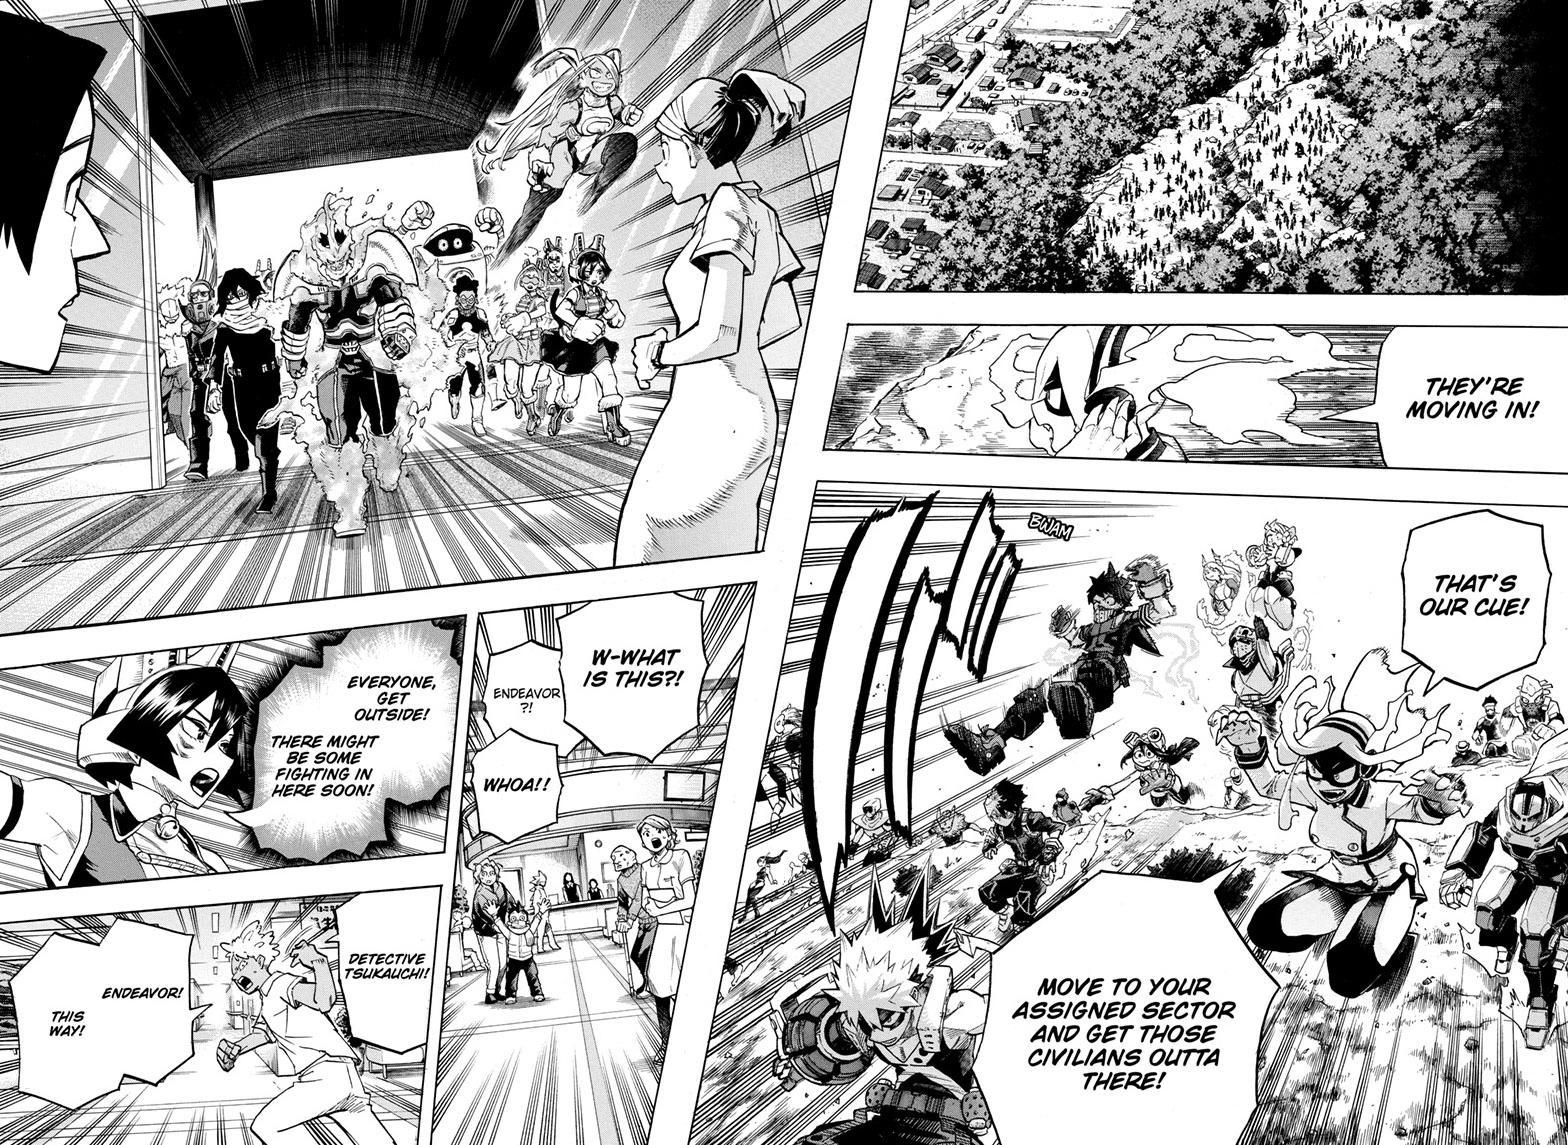 THEY'RE
MOVING IN!
THAT'S
OUR CUE!
BWAM
MOVE TO YOUR
ASSIGNED SECTOR
AND GET THOSE
CIVILIANS OUTTA
THERE!
W-WHAT
IS THIS?!
ENDEAVOR
?!
WHOA!!
EVERYONE,
GET
OUTSIDE!
THERE MIGHT
BE SOME
FIGHTING IN
HERE SOON!
DETECTIVE
TSUKAUCHI!
ENDEAVOR!
THIS
WAY!